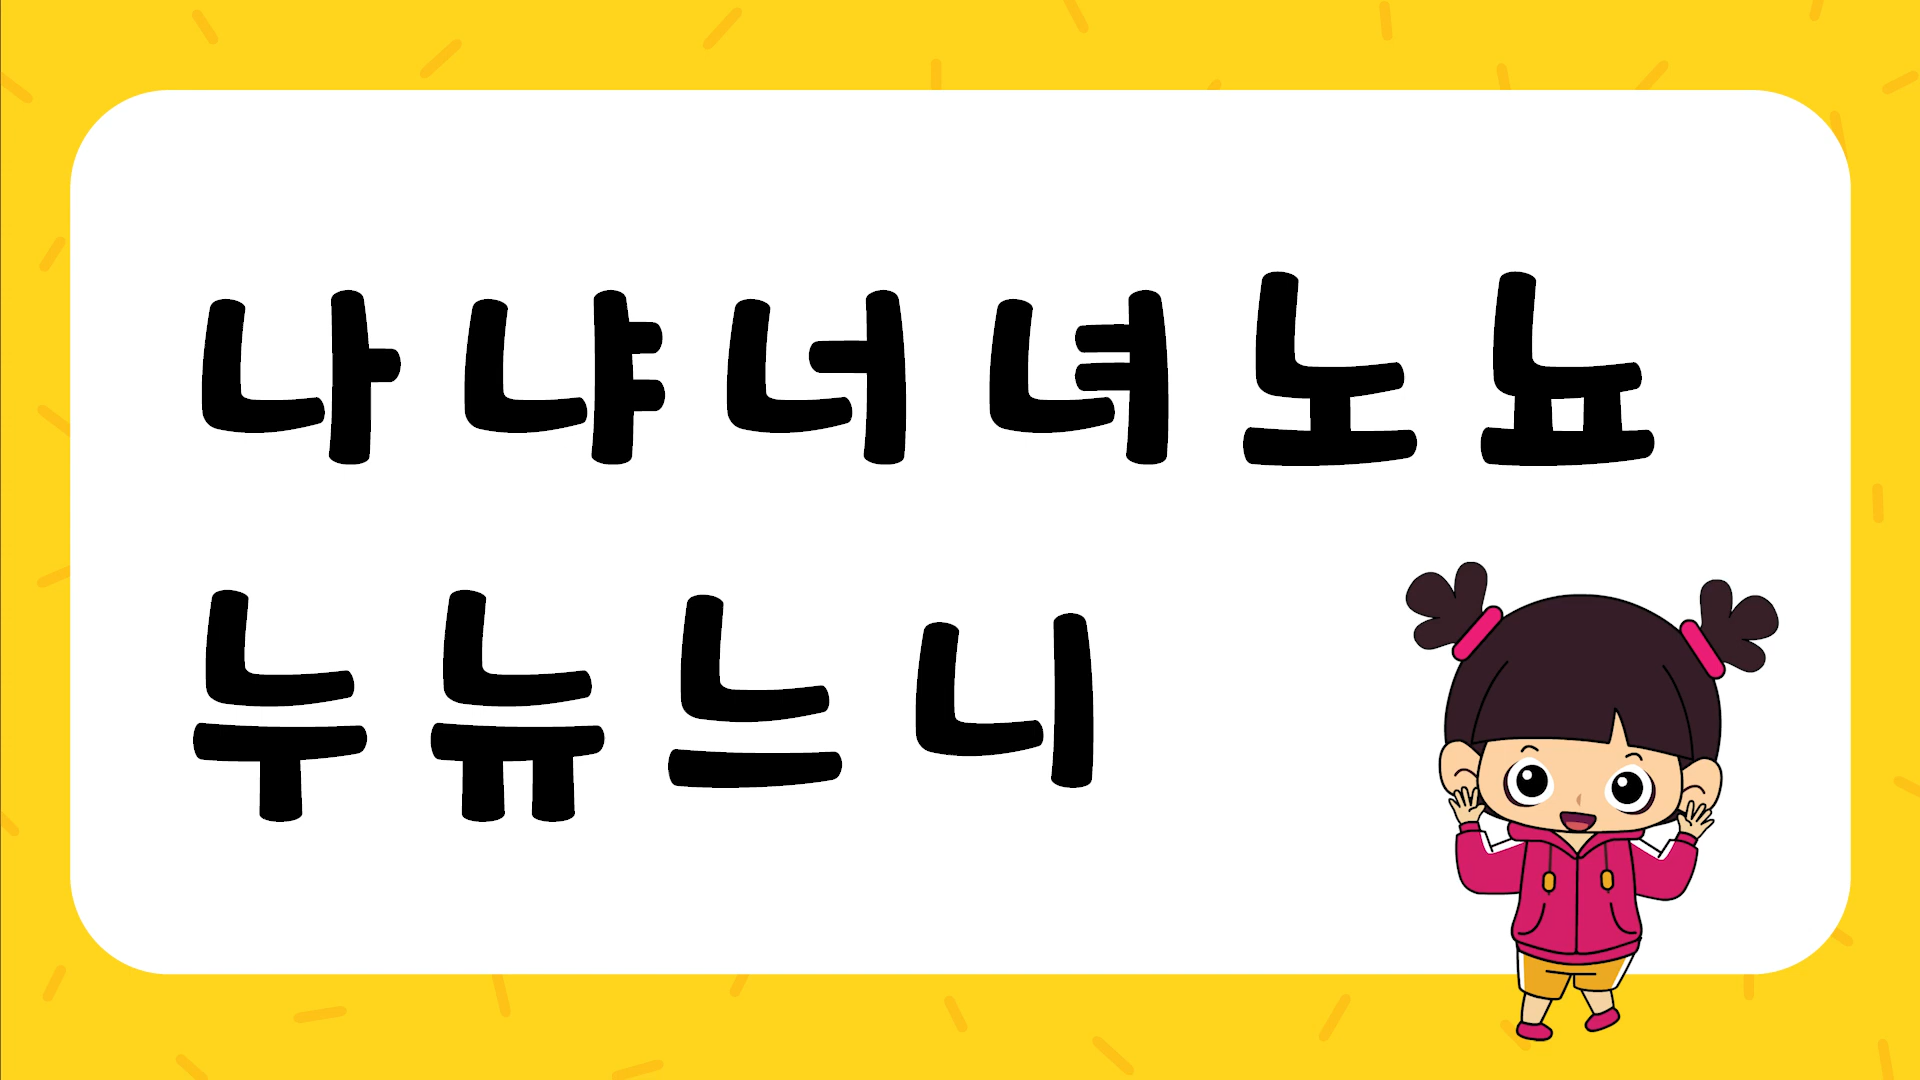 나 냐 너 녀 노 뇨
누 뉴 느 니